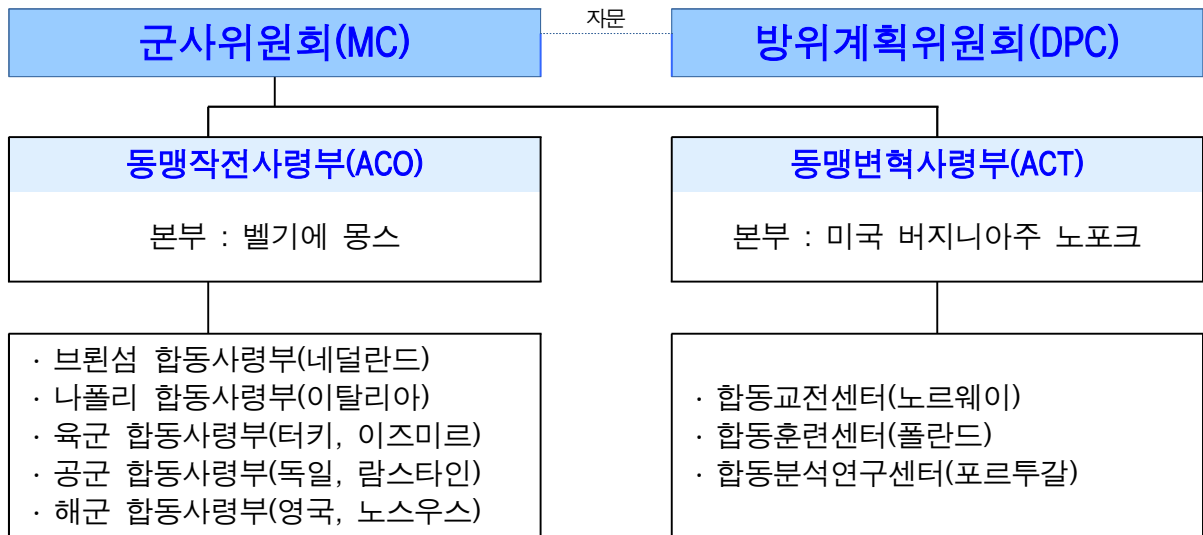 군사위원회(MC)
자문
방위계획위원회(DPC)
동맹작전사령부(ACO)
본부 : 벨기에 몽스
동맹변혁사령부(ACT)
본부 : 미국 버지니아주 노포크
· 브륀섬 합동사령부(네덜란드)
· 나폴리 합동사령부(이탈리아)
· 육군 합동사령부(터키, 이즈미르)
· 공군 합동사령부(독일, 람스타인)
· 해군 합동사령부(영국, 노스우스)
· 합동교전센터(노르웨이)
· 합동훈련센터(폴란드)
· 합동분석연구센터(포르투갈)